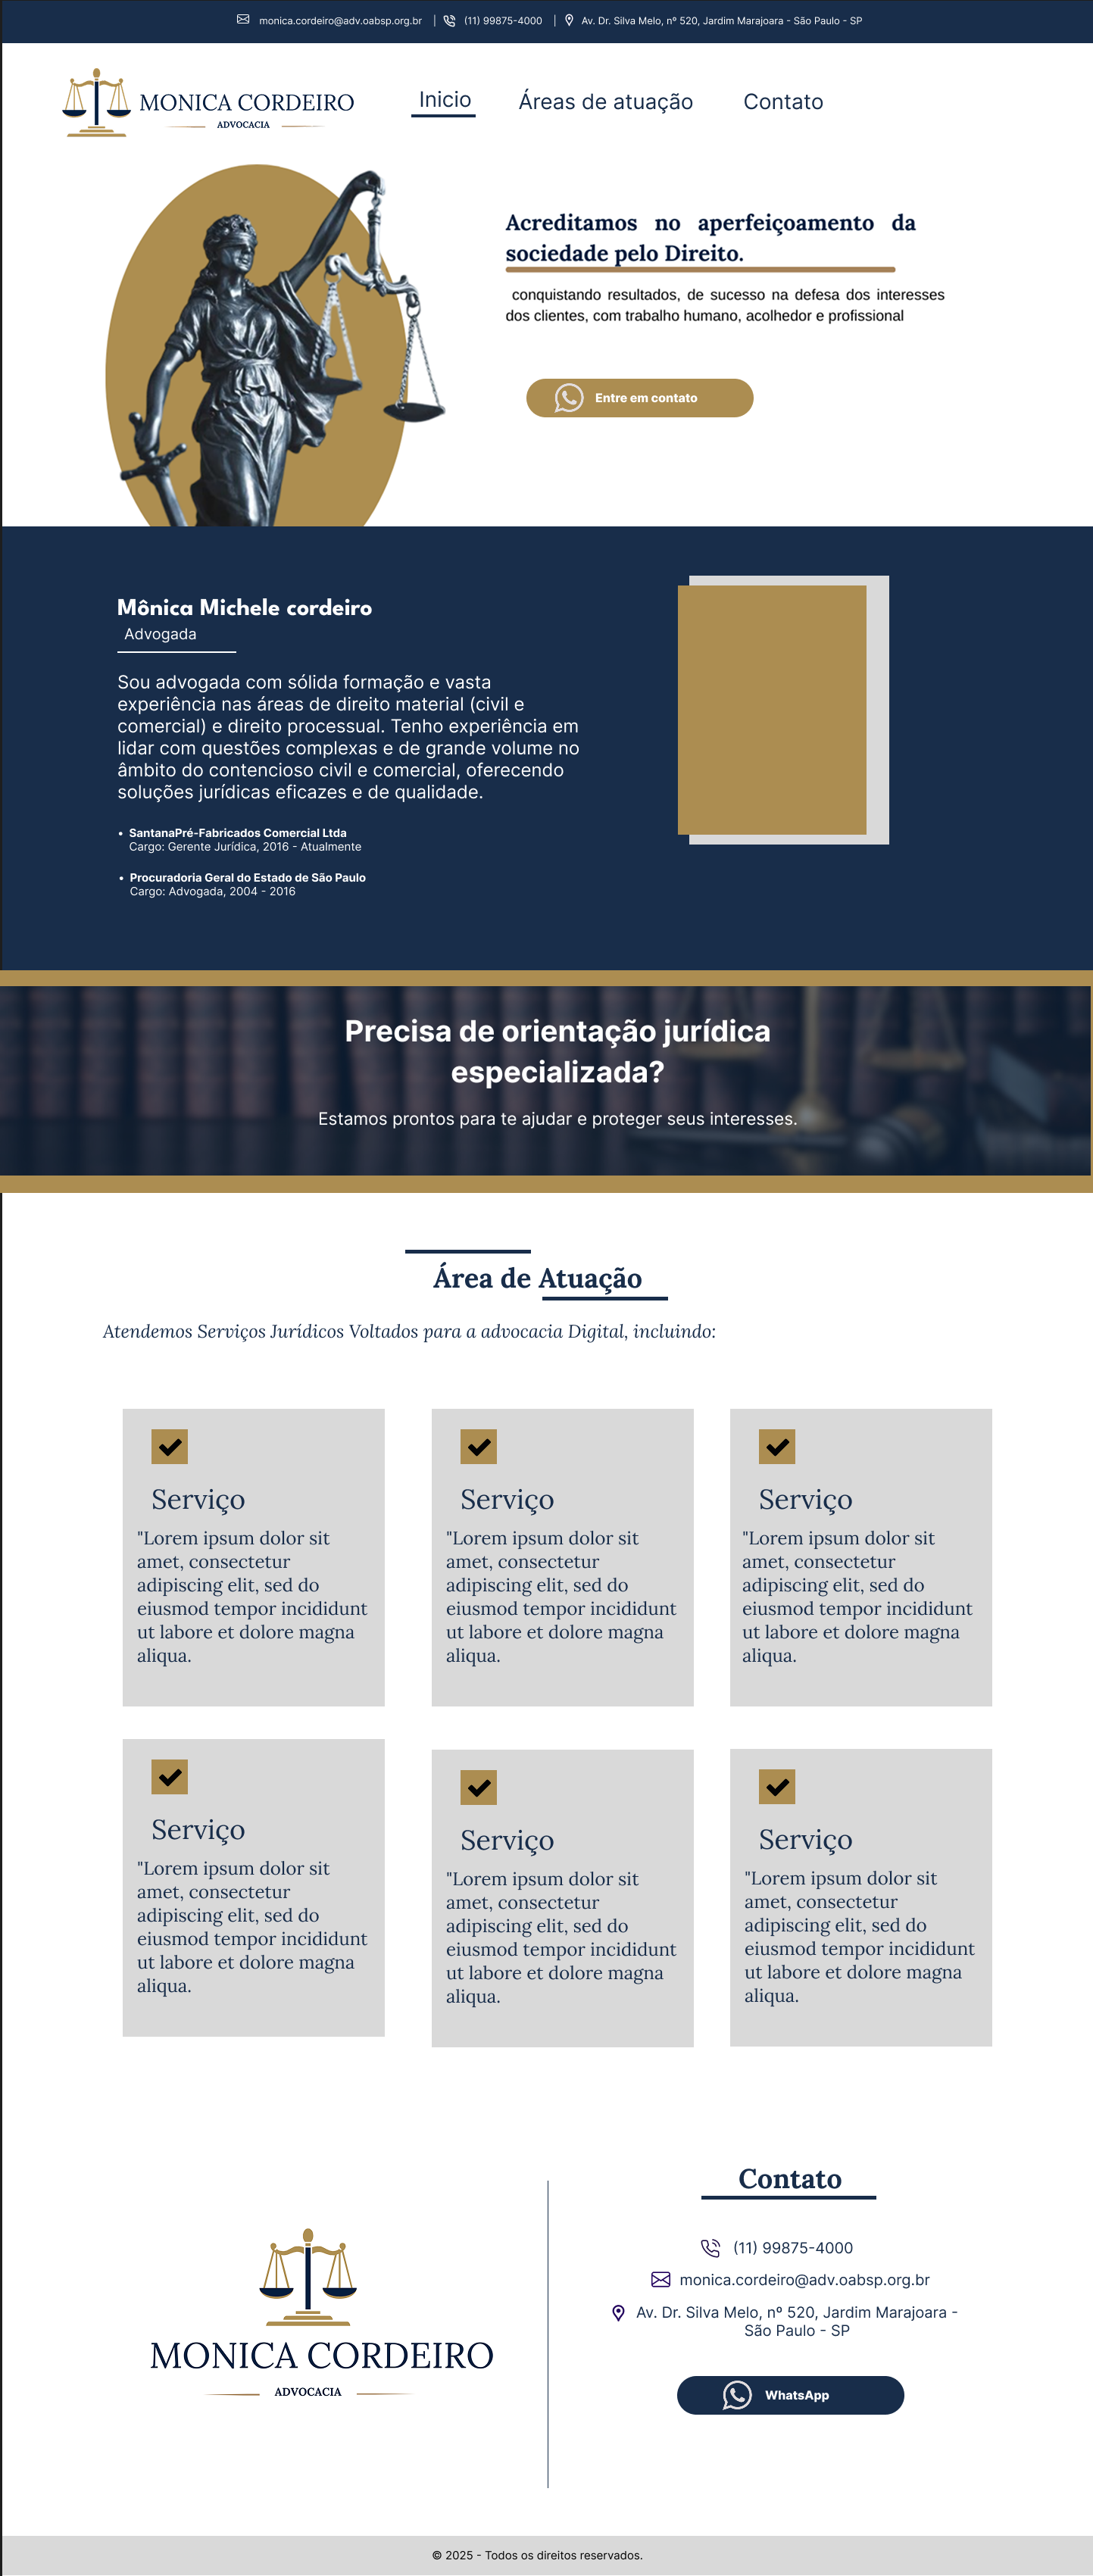 monica.cordeiro@adv.oabsp.org.br | (11) 99875-4000 | Av. Dr. Silva Melo, nº 520, Jardim Marajoara - São Paulo - SP
MONICA CORDEIRO
ADVOCACIA
Inicio
Áreas de atuação
Contato
Acreditamos no aperfeiçoamento da
sociedade pelo Direito.
conquistando resultados, de sucesso na defesa dos interesses
dos clientes, com trabalho humano, acolhedor e profissional
Entre em contato
Mônica Michele cordeiro
Advogada
Sou advogada com sólida formação e vasta
experiência nas áreas de direito material (civil e
comercial) e direito processual. Tenho experiência em
lidar com questões complexas e de grande volume no
âmbito do contencioso civil e comercial, oferecendo
soluções jurídicas eficazes e de qualidade.
• SantanaPré-Fabricados Comercial Ltda
Cargo: Gerente Jurídica, 2016 - Atualmente
• Procuradoria Geral do Estado de São Paulo
Cargo: Advogada, 2004 - 2016
Precisa de orientação jurídica
especializada?
Estamos prontos para te ajudar e proteger seus interesses.
Área de Atuação
Atendemos Serviços Jurídicos Voltados para a advocacia Digital, incluindo:
Serviço
"Lorem ipsum dolor sit
amet, consectetur
adipiscing elit, sed do
eiusmod tempor incididunt
ut labore et dolore magna
aliqua.
Serviço
"Lorem ipsum dolor sit
amet, consectetur
adipiscing elit, sed do
eiusmod tempor incididunt
ut labore et dolore magna
aliqua.
Serviço
"Lorem ipsum dolor sit
amet, consectetur
adipiscing elit, sed do
eiusmod tempor incididunt
ut labore et dolore magna
aliqua.
Serviço
"Lorem ipsum dolor sit
amet, consectetur
adipiscing elit, sed do
eiusmod tempor incididunt
ut labore et dolore magna
aliqua.
Serviço
"Lorem ipsum dolor sit
amet, consectetur
adipiscing elit, sed do
eiusmod tempor incididunt
ut labore et dolore magna
aliqua.
Serviço
"Lorem ipsum dolor sit
amet, consectetur
adipiscing elit, sed do
eiusmod tempor incididunt
ut labore et dolore magna
aliqua.
MONICA CORDEIRO
ADVOCACIA
Contato
(11) 99875-4000
monica.cordeiro@adv.oabsp.org.br
Av. Dr. Silva Melo, nº 520, Jardim Marajoara -
São Paulo - SP
WhatsApp
© 2025 - Todos os direitos reservados.